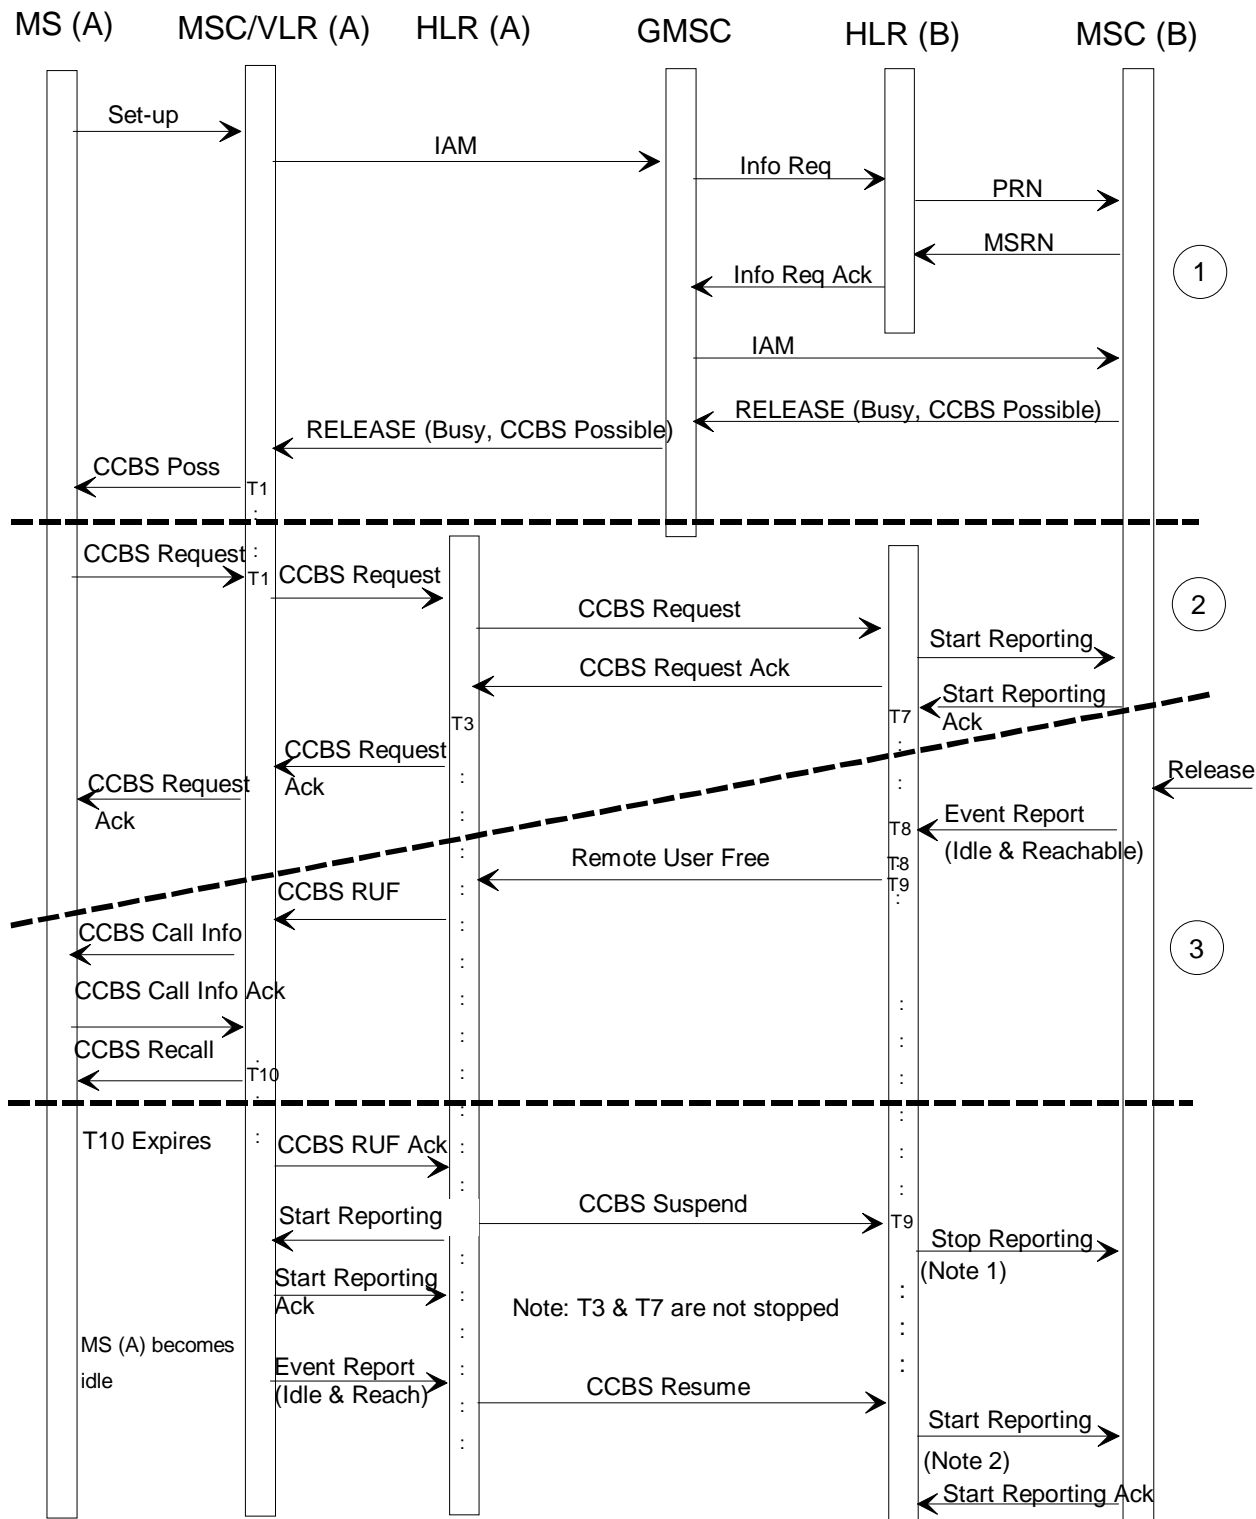 MS (A) MSC/VLR (A) HLR (A) GMSC HLR (B) MSC (B)
Set-up
IAM
Info Req
PRN
MSRN
Info Req Ack
1
IAM
RELEASE (Busy, CCBS Possible)
RELEASE (Busy, CCBS Possible)
CCBS Poss
T1
CCBS Request
T1
CCBS Request
CCBS Request
2
Start Reporting
CCBS Request Ack
Start Reporting
Ack
T3
T7
CCBS Request
Ack
CCBS Request
Ack
Release
Event Report
(Idle & Reachable)
T8
Remote User Free
T8
T9
CCBS RUF
CCBS Call Info
3
CCBS Call Info Ack
CCBS Recall
T10
T10 Expires
CCBS RUF Ack
CCBS Suspend
Start Reporting
T9
Stop Reporting
(Note 1)
Start Reporting
Ack
Note: T3 & T7 are not stopped
MS (A) becomes
idle
Event Report
(Idle & Reach)
CCBS Resume
Start Reporting
(Note 2)
Start Reporting Ack